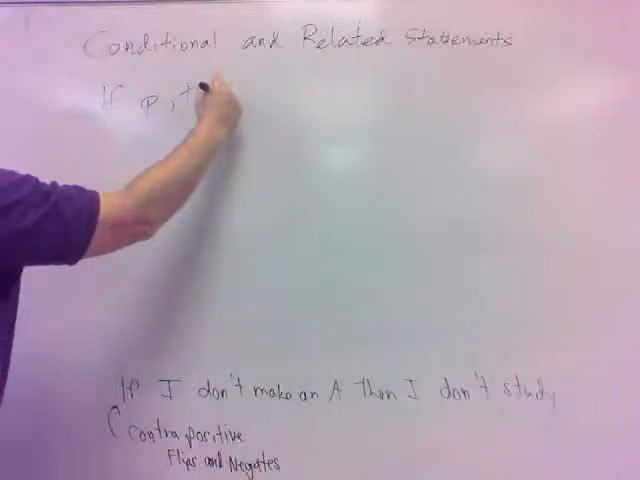 Conditional and Related Statements
If p, t
If I don't make an A then I don't study
Contrapositive
Flips and Negates